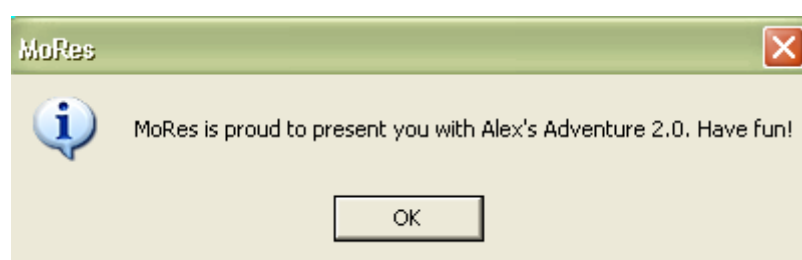 MoRes
MoRes is proud to present you with Alex's Adventure 2.0. Have fun!
OK